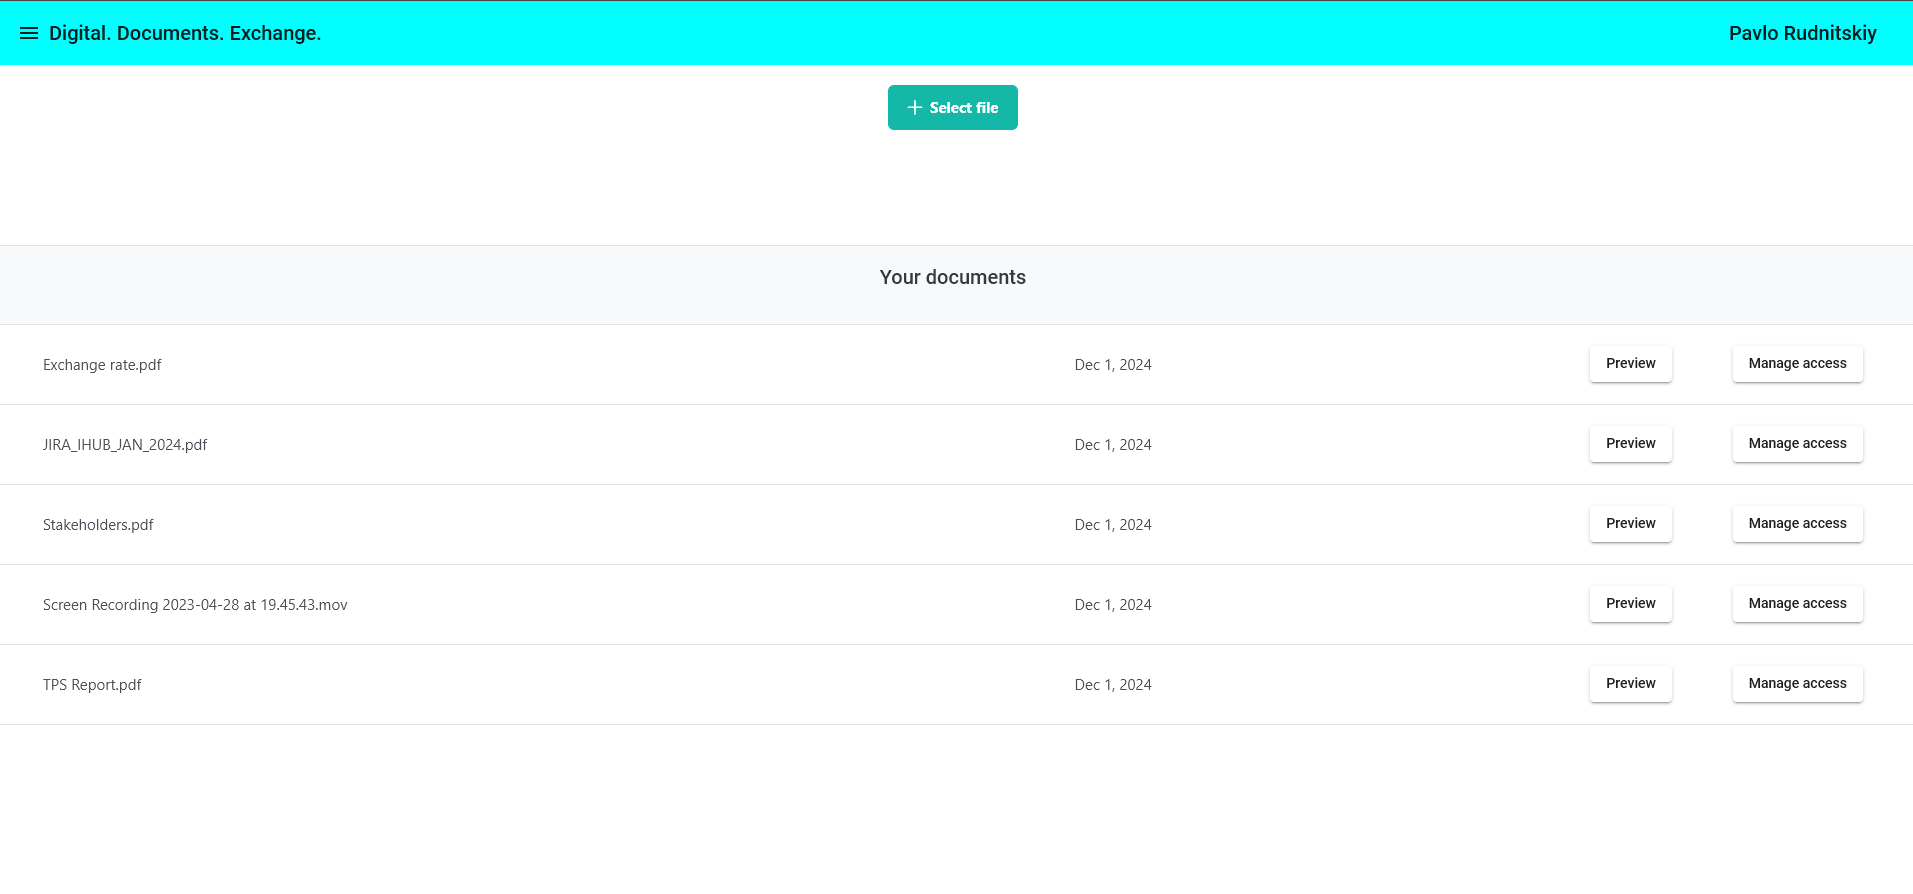 Digital. Documents. Exchange. Pavlo Rudnitskiy
Select file
Your documents
Exchange rate.pdf Dec 1, 2024 Preview Manage access
JIRA_IHUB_JAN_2024.pdf Dec 1, 2024 Preview Manage access
Stakeholders.pdf Dec 1, 2024 Preview Manage access
Screen Recording 2023-04-28 at 19.45.43.mov Dec 1, 2024 Preview Manage access
TPS Report.pdf Dec 1, 2024 Preview Manage access